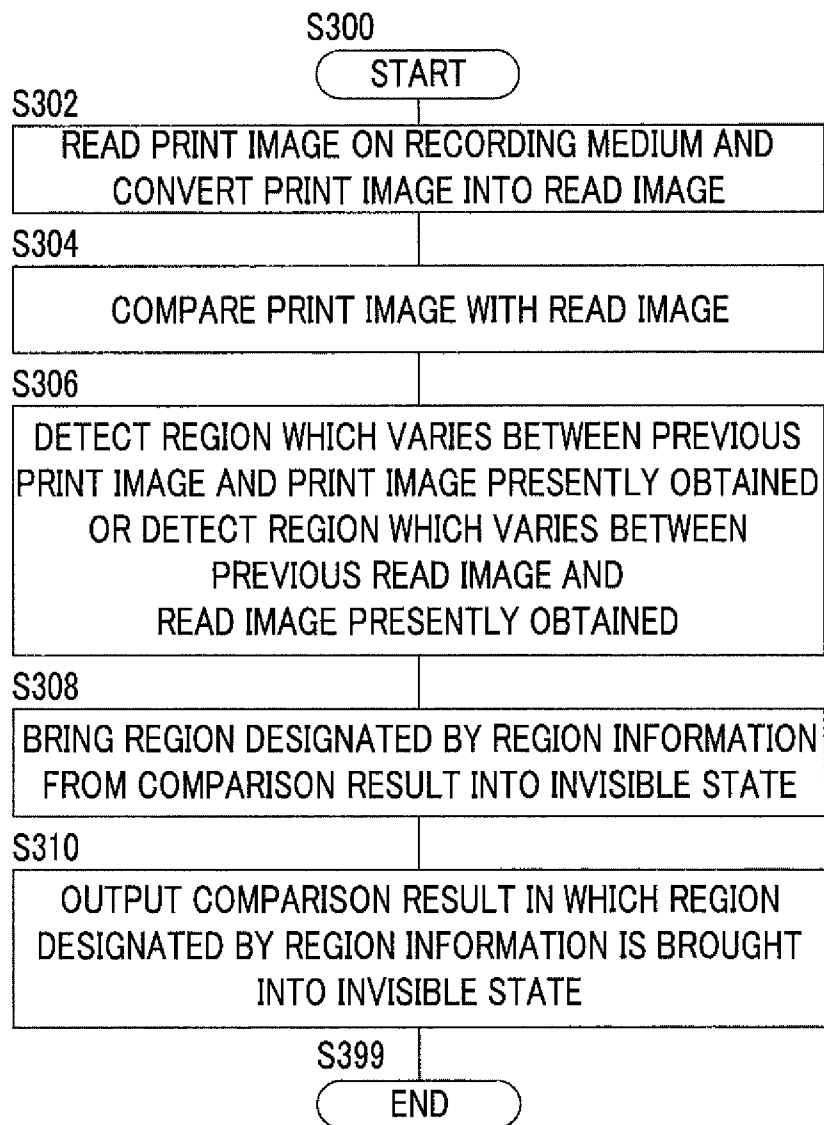 S300
START
S302
READ PRINT IMAGE ON RECORDING MEDIUM AND
CONVERT PRINT IMAGE INTO READ IMAGE
S304
COMPARE PRINT IMAGE WITH READ IMAGE
S306
DETECT REGION WHICH VARIES BETWEEN PREVIOUS
PRINT IMAGE AND PRINT IMAGE PRESENTLY OBTAINED
OR DETECT REGION WHICH VARIES BETWEEN
PREVIOUS READ IMAGE AND
READ IMAGE PRESENTLY OBTAINED
S308
BRING REGION DESIGNATED BY REGION INFORMATION
FROM COMPARISON RESULT INTO INVISIBLE STATE
S310
OUTPUT COMPARISON RESULT IN WHICH REGION
DESIGNATED BY REGION INFORMATION IS BROUGHT
INTO INVISIBLE STATE
S399
END